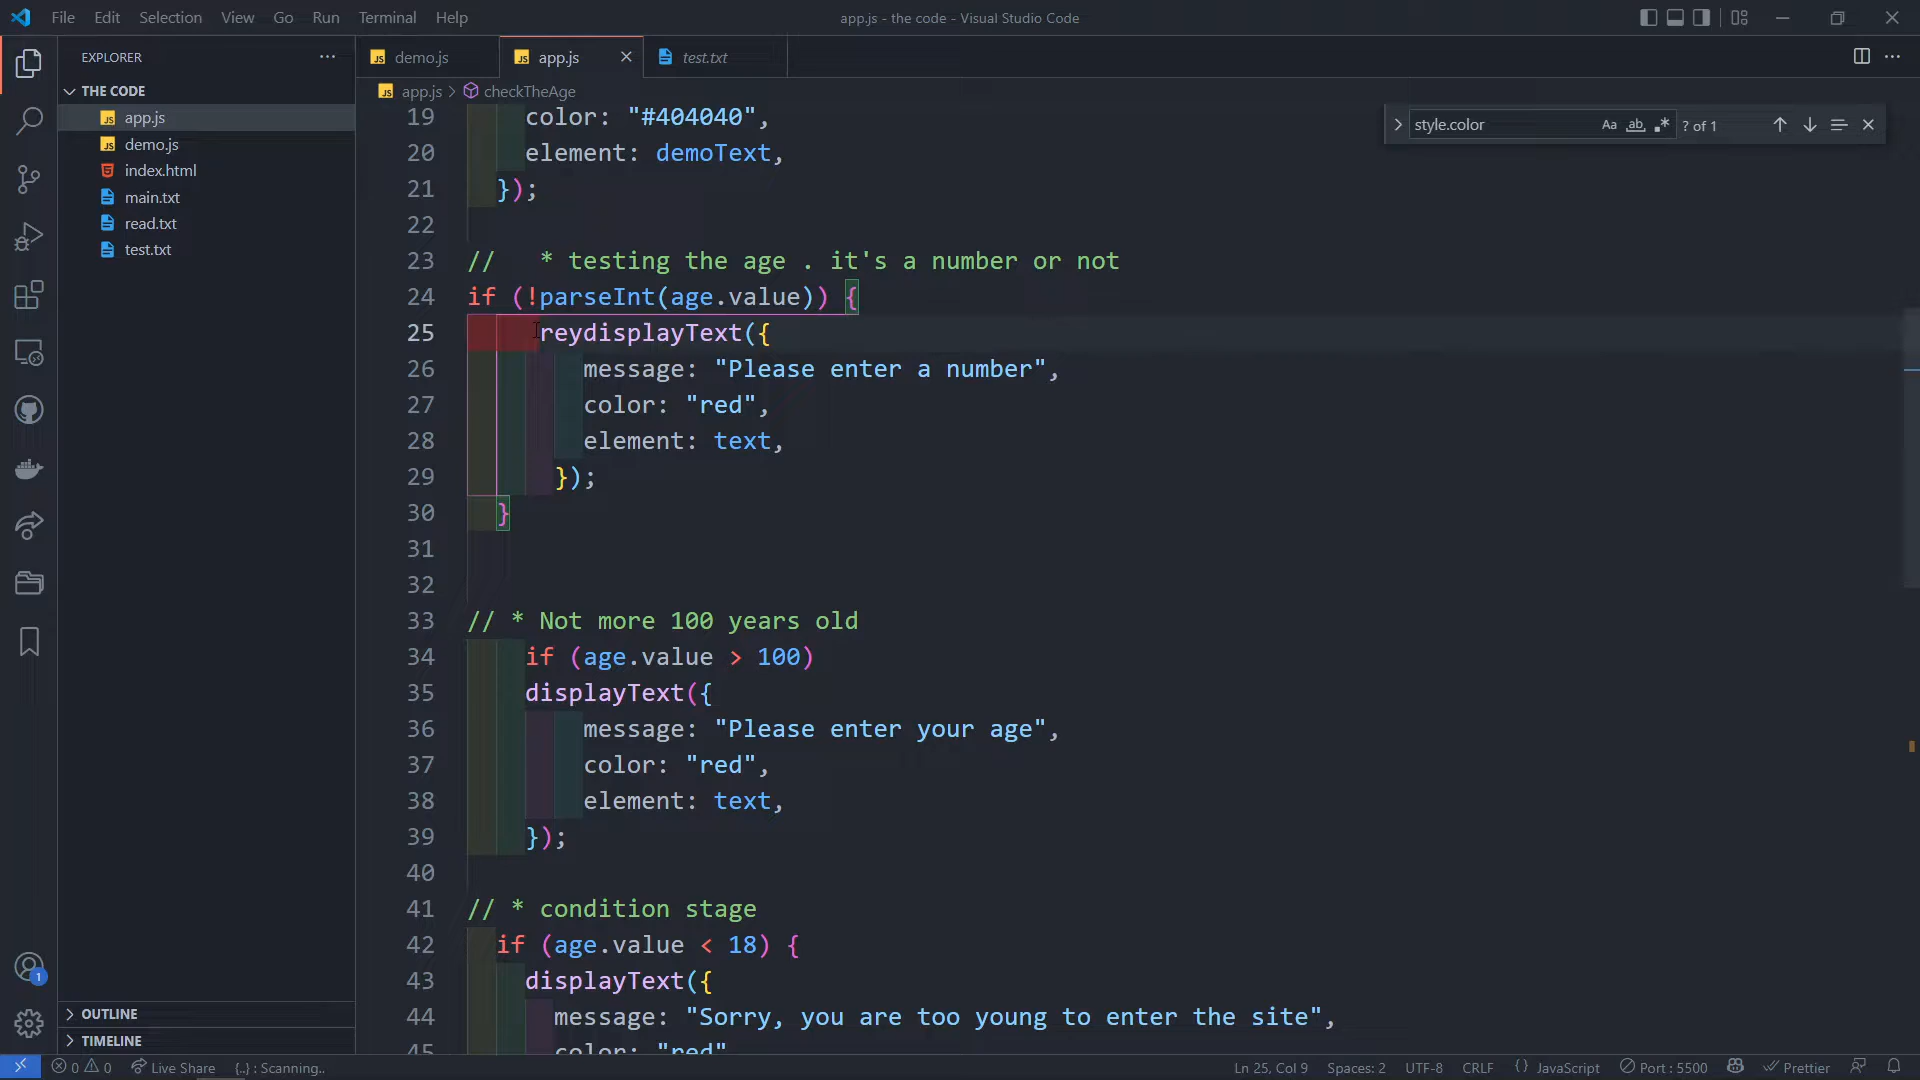 File Edit Selection View Go Run Terminal Help
app.js - the code - Visual Studio Code
EXPLORER
THE CODE
app.js
demo.js
index.html
main.txt
read.txt
test.txt
OUTLINE
TIMELINE
demo.js
app.js
test.txt
app.js > checkTheAge
style.color
Aa ab .*
? of 1
19 color: "#404040",
20 element: demoText,
21 });
22
23 //   * testing the age . it's a number or not
24 if (!parseInt(age.value)) {
25 reydisplayText({
26 message: "Please enter a number",
27 color: "red",
28 element: text,
29 });
30 }
31
32
33 // * Not more 100 years old
34 if (age.value > 100)
35 displayText({
36 message: "Please enter your age",
37 color: "red",
38 element: text,
39 });
40
41 // * condition stage
42 if (age.value < 18) {
43 displayText({
44 message: "Sorry, you are too young to enter the site",
45 color: "red"
1
0 0 Live Share {..} : Scanning.. Ln 25, Col 9 Spaces: 2 UTF-8 CRLF {} JavaScript Port : 5500 Prettier